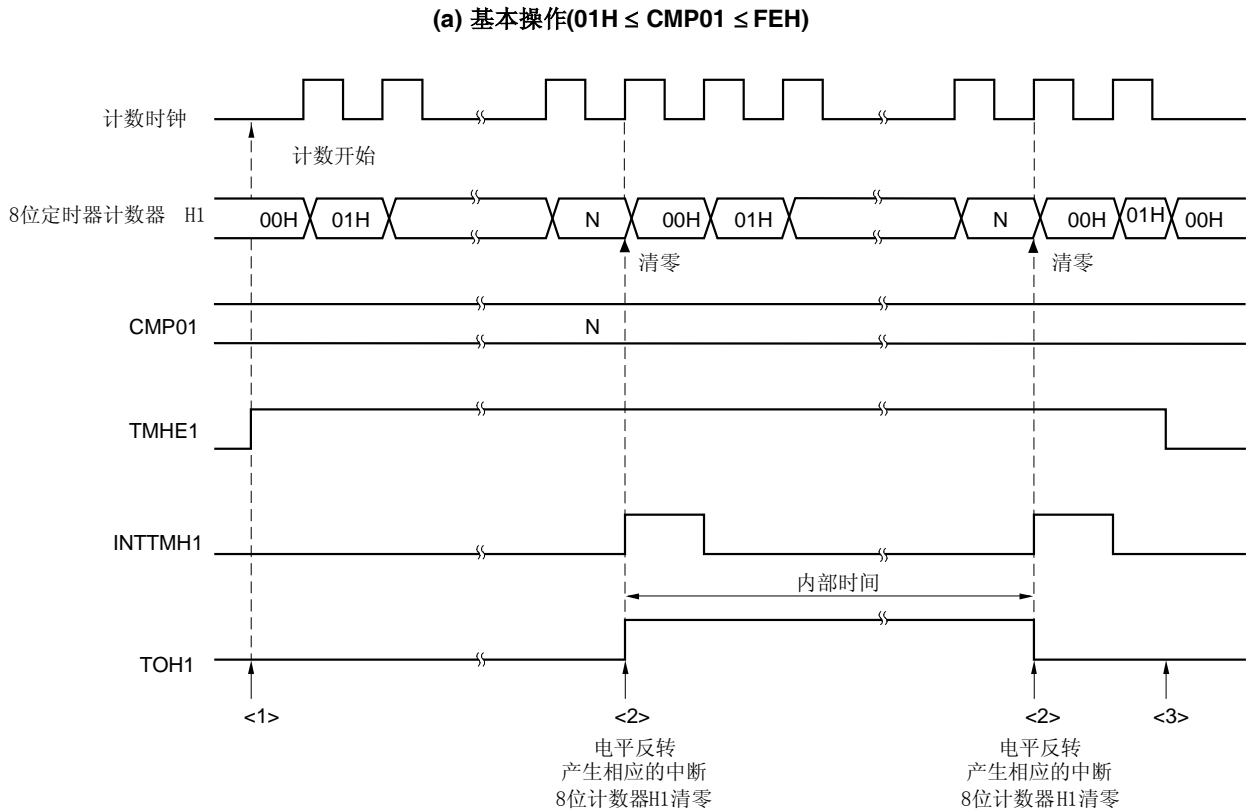 (a) 基本操作(01H ≤ CMP01 ≤ FEH)
计数时钟
计数开始
8位定时器计数器 H1
00H 01H N 00H 01H N 00H 01H 00H
清零 清零
CMP01
N
TMHE1
INTTMH1
内部时间
TOH1
<1> <2> <2> <3>
电平反转 电平反转
产生相应的中断 产生相应的中断
8位计数器H1清零 8位计数器H1清零